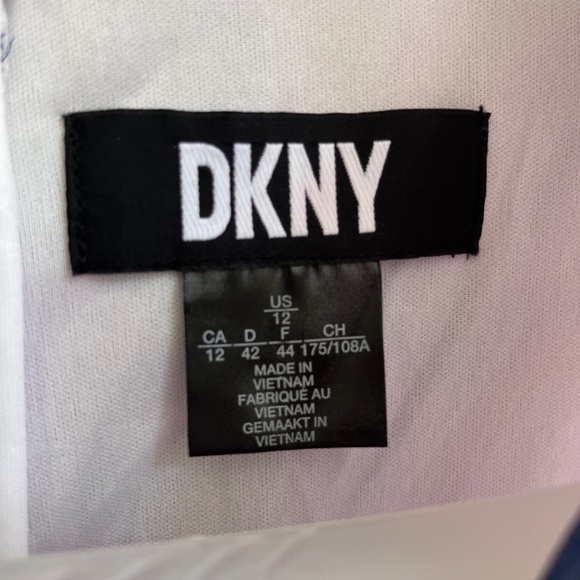 DKNY
US
12
CA D F CH
12 42 44 175/108A
MADE IN
VIETNAM
FABRIQUÉ AU
VIETNAM
GEMAAKT IN
VIETNAM